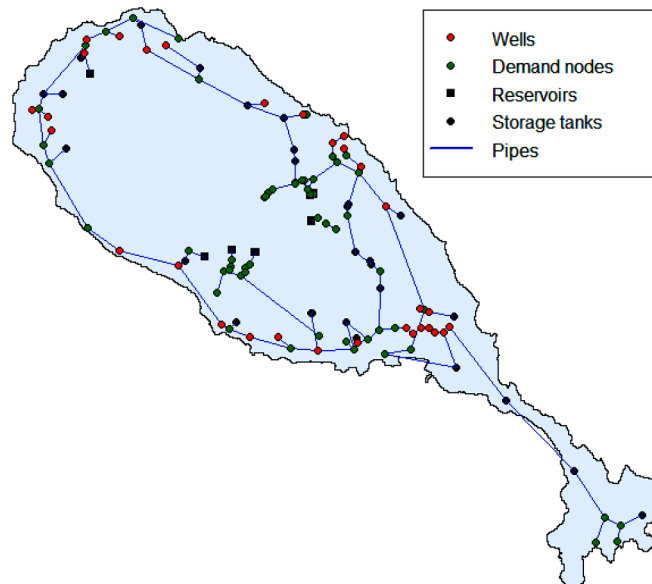 Wells
Demand nodes
Reservoirs
Storage tanks
Pipes